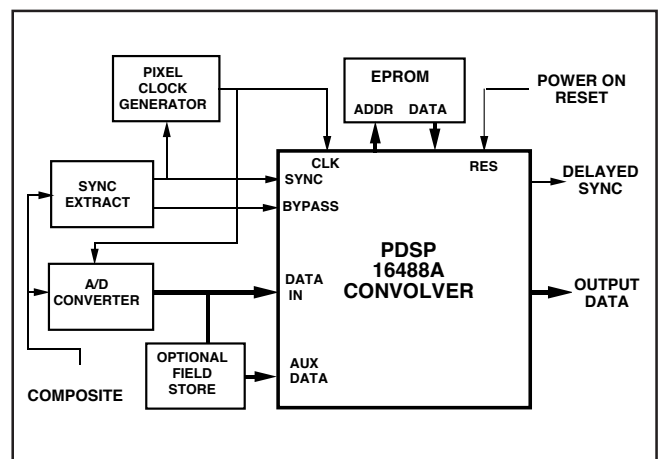 PIXEL
CLOCK
GENERATOR
EPROM
ADDR DATA
POWER ON
RESET
SYNC
EXTRACT
CLK
SYNC
BYPASS
RES
DELAYED
SYNC
PDSP
16488A
CONVOLVER
A/D
CONVERTER
DATA
IN
OUTPUT
DATA
OPTIONAL
FIELD
STORE
AUX
DATA
COMPOSITE